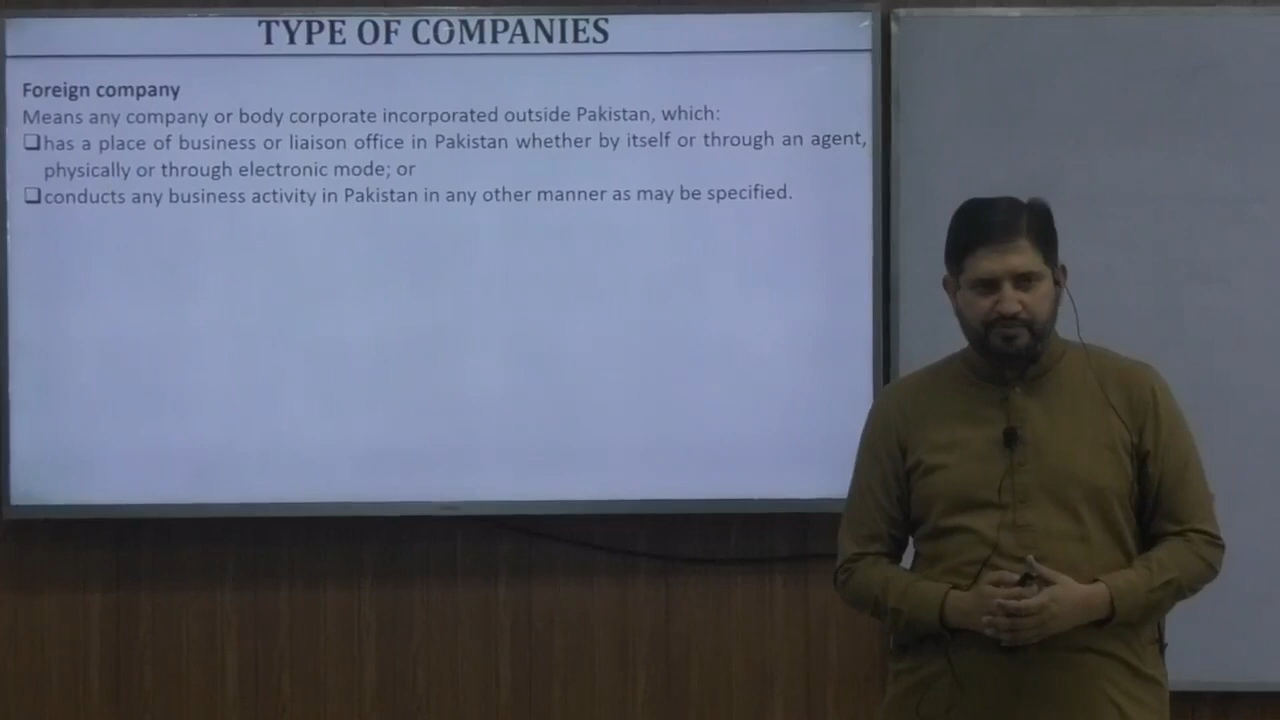 TYPE OF COMPANIES
Foreign company
Means any company or body corporate incorporated outside Pakistan, which:
❑has a place of business or liaison office in Pakistan whether by itself or through an agent,
physically or through electronic mode; or
❑conducts any business activity in Pakistan in any other manner as may be specified.